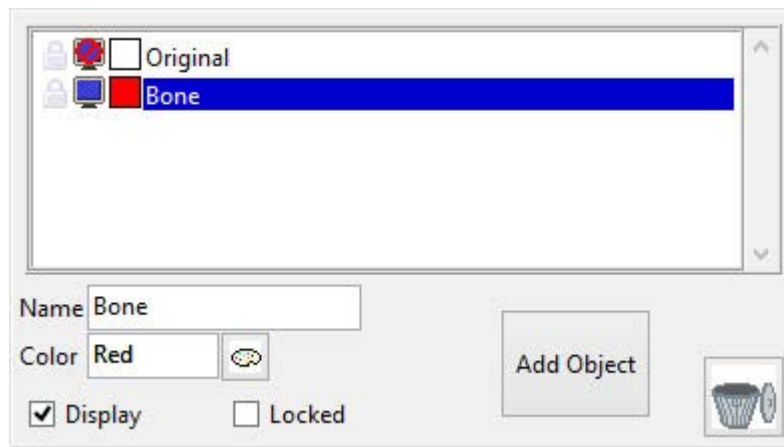 Original
Bone
Name Bone
Color Red
Add Object
Display Locked